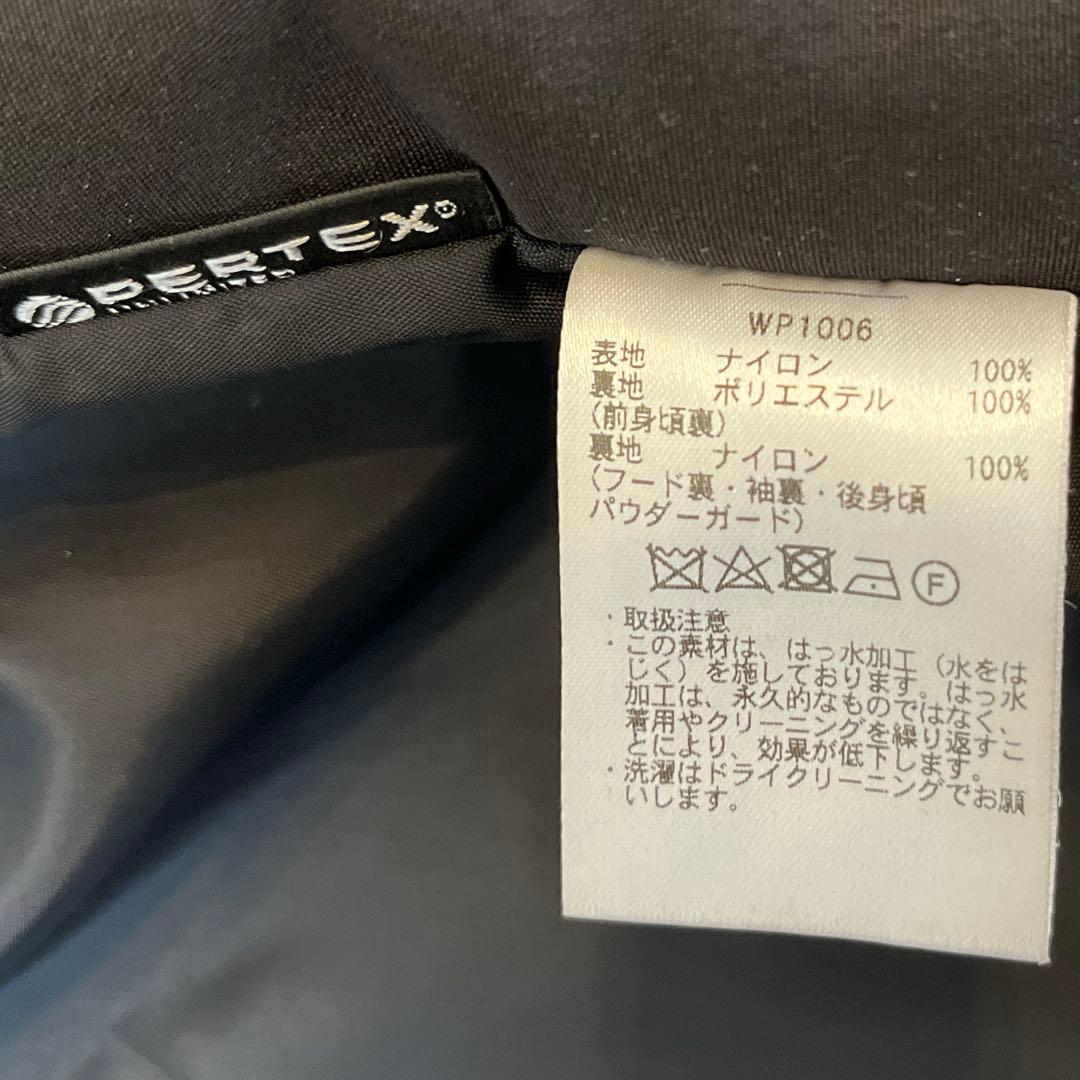 PERTEX®
WP1006
表地 ナイロン 100%
裏地 ポリエステル 100%
(前身頃裏)
裏地 ナイロン 100%
(フード裏・袖裏・後身頃
パウダーガード)
F
・取扱注意
・この素材は、はっ水加工（水をは
じく）を施しております。はっ水
加工は、永久的なものではなく、
着用やクリーニングを繰り返すこ
とにより、効果が低下します。
・洗濯はドライクリーニングでお願
いします。